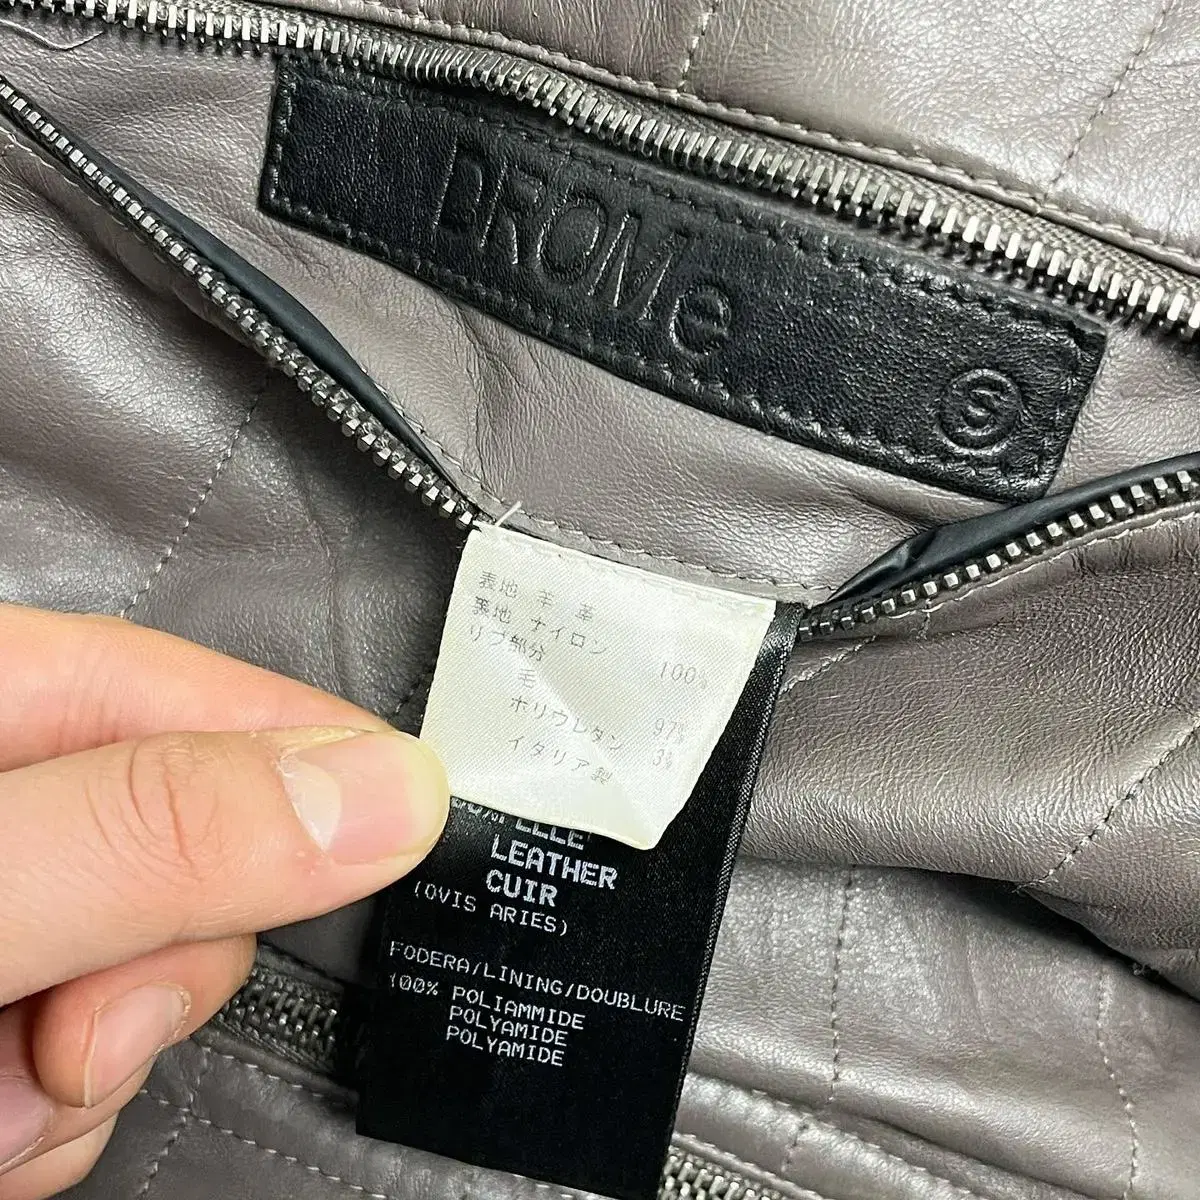 DROMe
S
表地 羊 革
裏地 ナイロン 100%
リブ部分
毛 97%
ポリウレタン 3%
イタリア製
LEATHER
CUIR
(OVIS ARIES)
FODERA/LINING/DOUBLURE
100% POLIAMMIDE
POLYAMIDE
POLYAMIDE